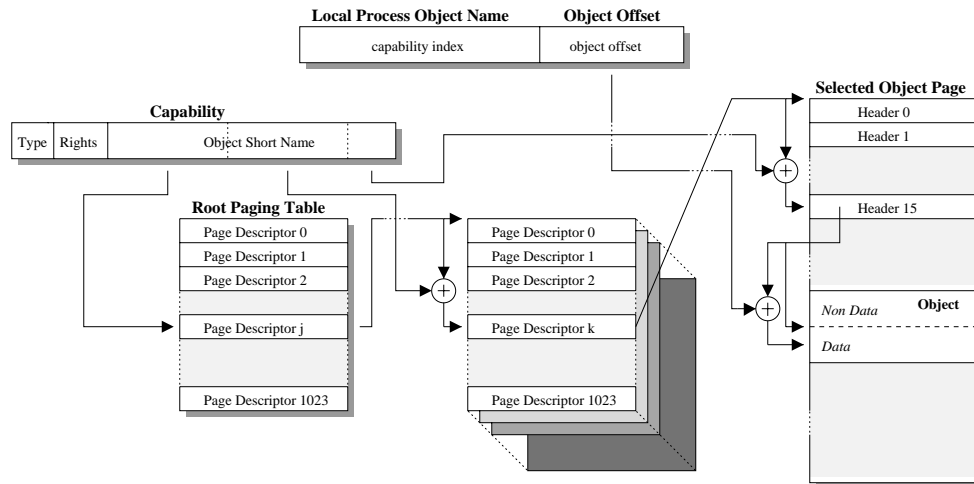 Local Process Object Name
Object Offset
capability index
object offset
Capability
Type
Rights
Object Short Name
Root Paging Table
Page Descriptor 0
Page Descriptor 1
Page Descriptor 2
Page Descriptor j
Page Descriptor 1023
Page Descriptor 0
Page Descriptor 1
Page Descriptor 2
Page Descriptor k
Page Descriptor 1023
Selected Object Page
Header 0
Header 1
Header 15
Non Data
Object
Data